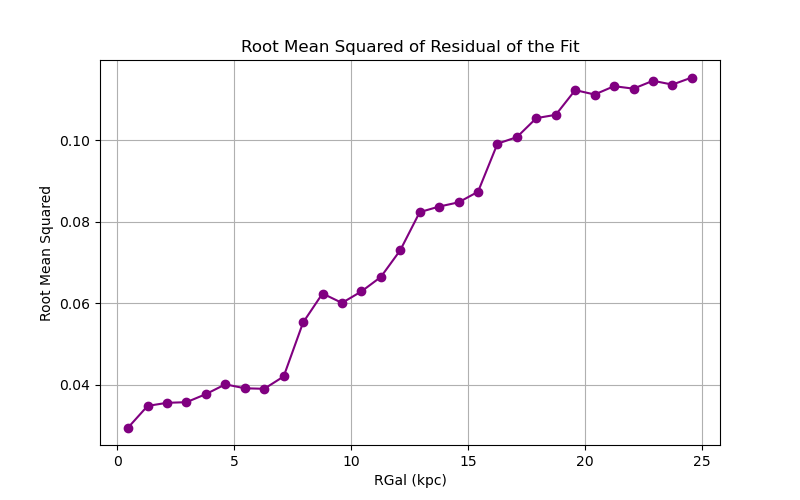 Root Mean Squared of Residual of the Fit
0.10
0.08
0.06
0.04
Root Mean Squared
0 5 10 15 20 25
RGal (kpc)